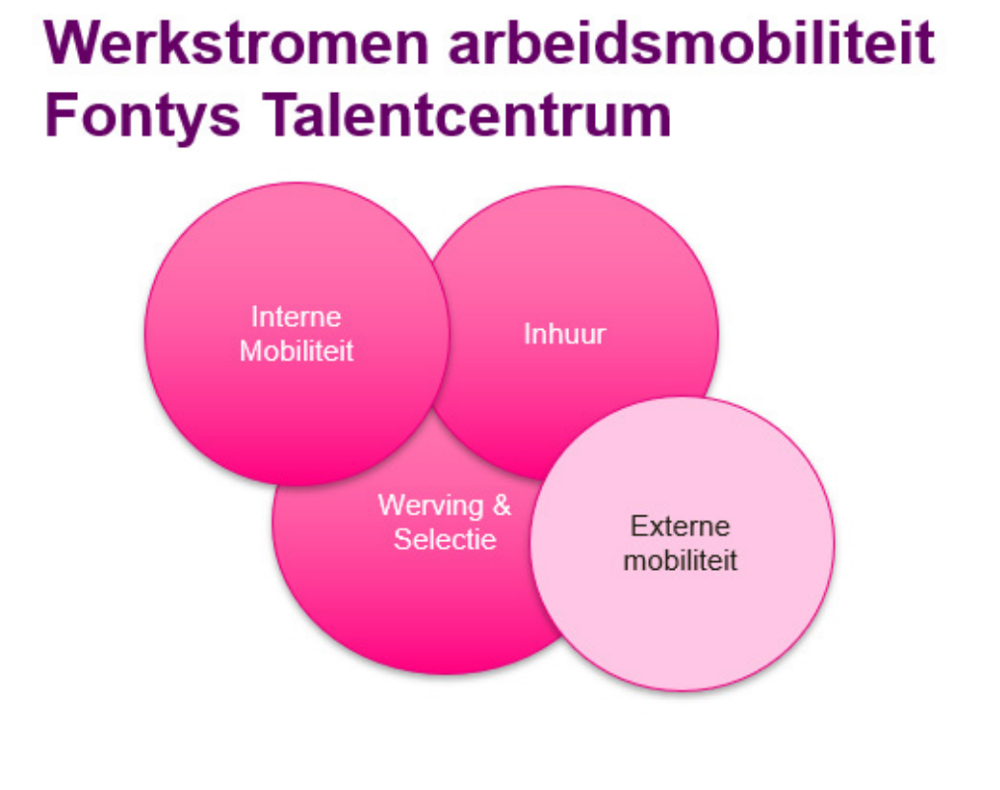 Werkstromen arbeidsmobiliteit
Fontys Talentcentrum
Interne
Mobiliteit
Inhuur
Werving &
Selectie
Externe
mobiliteit